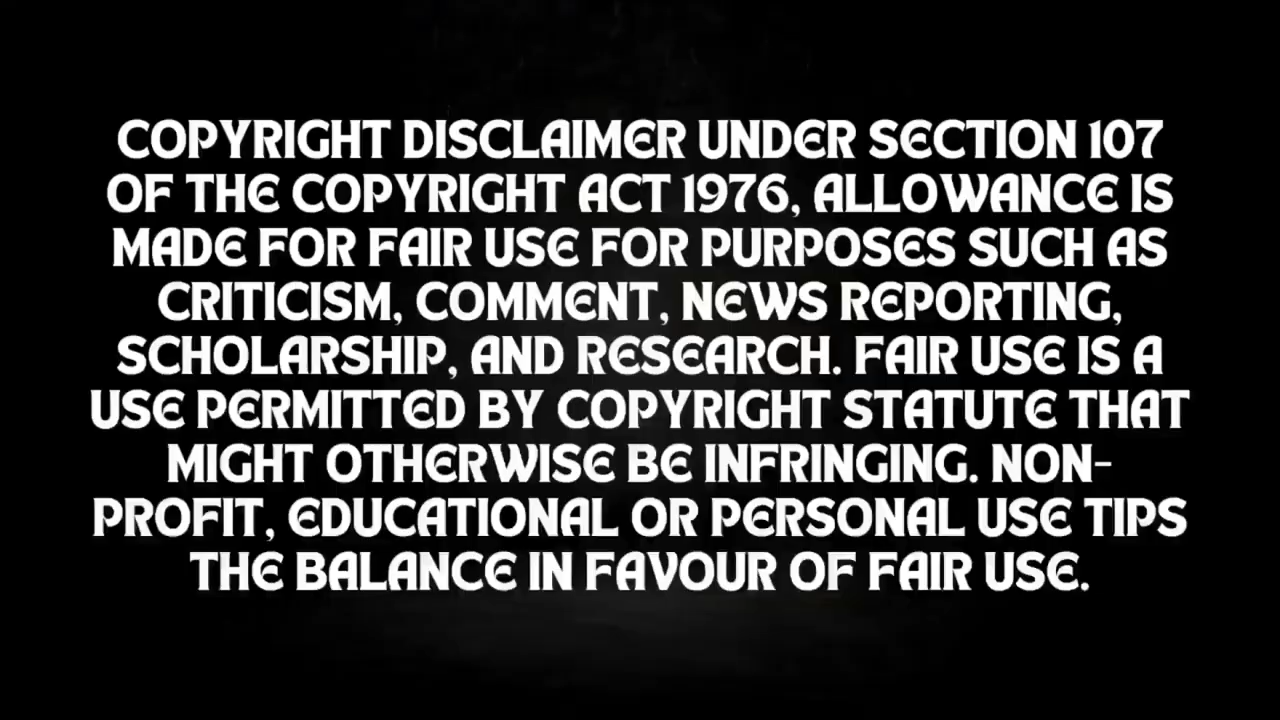 COPYRIGHT DISCLAIMER UNDER SECTION 107
OF THE COPYRIGHT ACT 1976, ALLOWANCE IS
MADE FOR FAIR USE FOR PURPOSES SUCH AS
CRITICISM, COMMENT, NEWS REPORTING,
SCHOLARSHIP, AND RESEARCH. FAIR USE IS A
USE PERMITTED BY COPYRIGHT STATUTE THAT
MIGHT OTHERWISE BE INFRINGING. NON-
PROFIT, EDUCATIONAL OR PERSONAL USE TIPS
THE BALANCE IN FAVOUR OF FAIR USE.